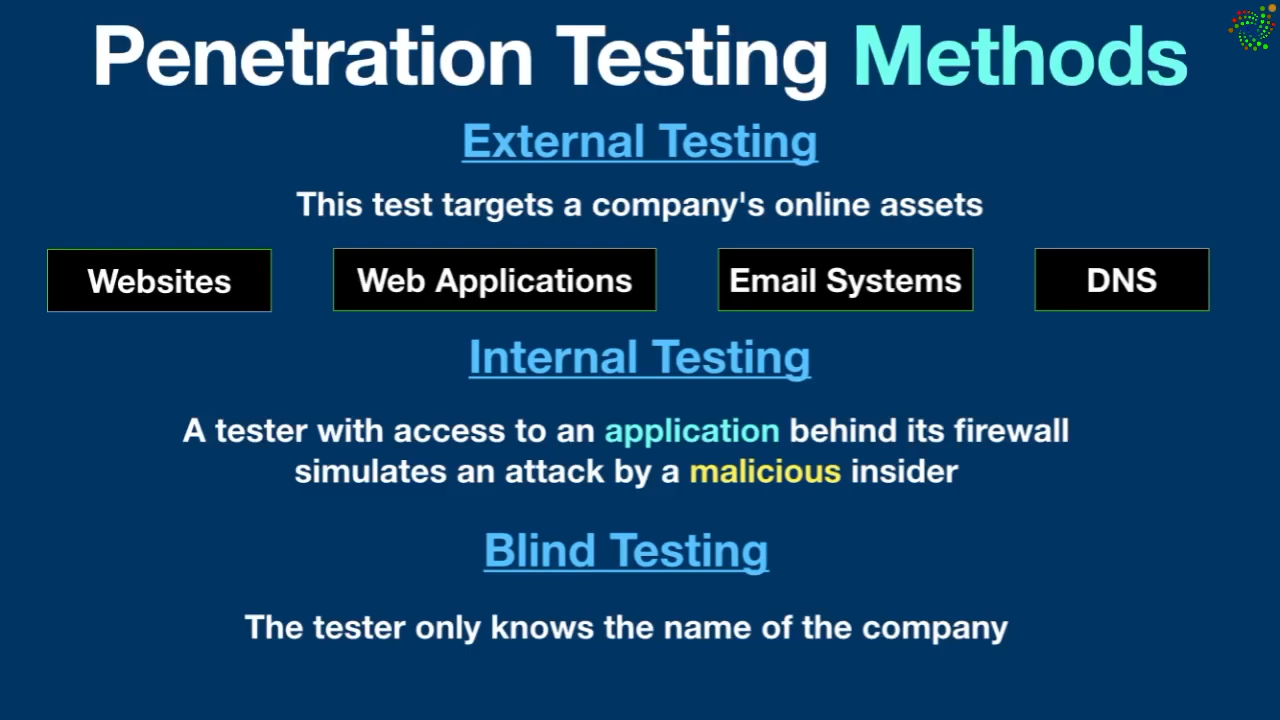 Penetration Testing Methods
External Testing
This test targets a company's online assets
Websites
Web Applications
Email Systems
DNS
Internal Testing
A tester with access to an application behind its firewall
simulates an attack by a malicious insider
Blind Testing
The tester only knows the name of the company